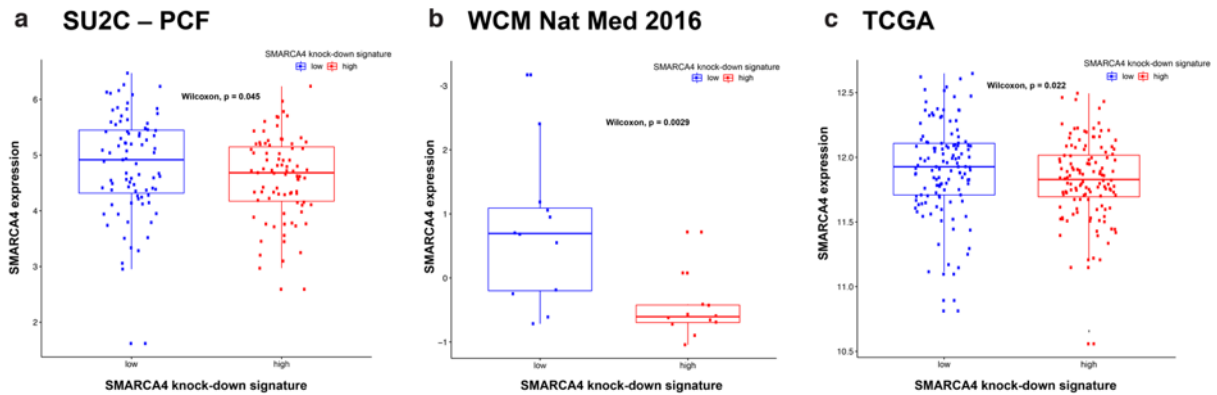 a SU2C – PCF
SMARCA4 knock-down signature
low high
Wilcoxon, p = 0.045
6
5
4
3
2
SMARCA4 expression
low high
SMARCA4 knock-down signature
b WCM Nat Med 2016
SMARCA4 knock-down signature
low high
Wilcoxon, p = 0.0029
-3
2
1
0
−1
SMARCA4 expression
low high
SMARCA4 knock-down signature
c TCGA
SMARCA4 knock-down signature
low high
Wilcoxon, p = 0.022
12.5
12.0
11.5
11.0
10.5
SMARCA4 expression
low high
SMARCA4 knock-down signature